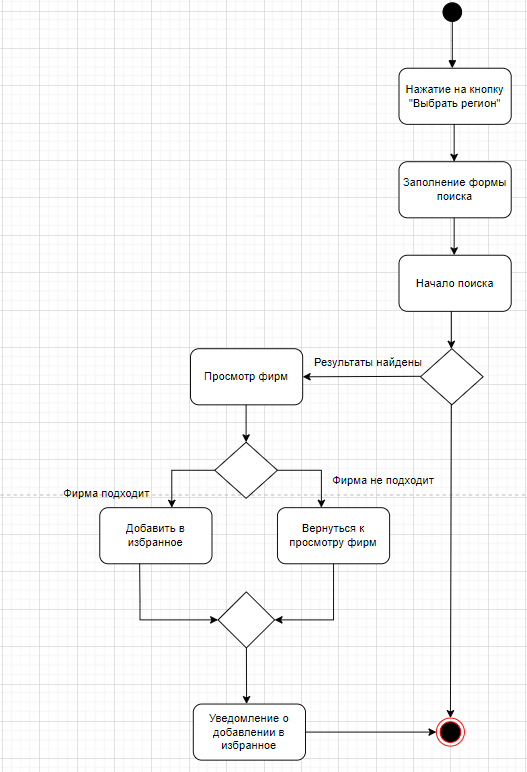 Нажатие на кнопку
"Выбрать регион"
Заполнение формы
поиска
Начало поиска
Результаты найдены
Просмотр фирм
Фирма не подходит
Фирма подходит
Добавить в
избранное
Вернуться к
просмотру фирм
Уведомление о
добавлении в
избранное